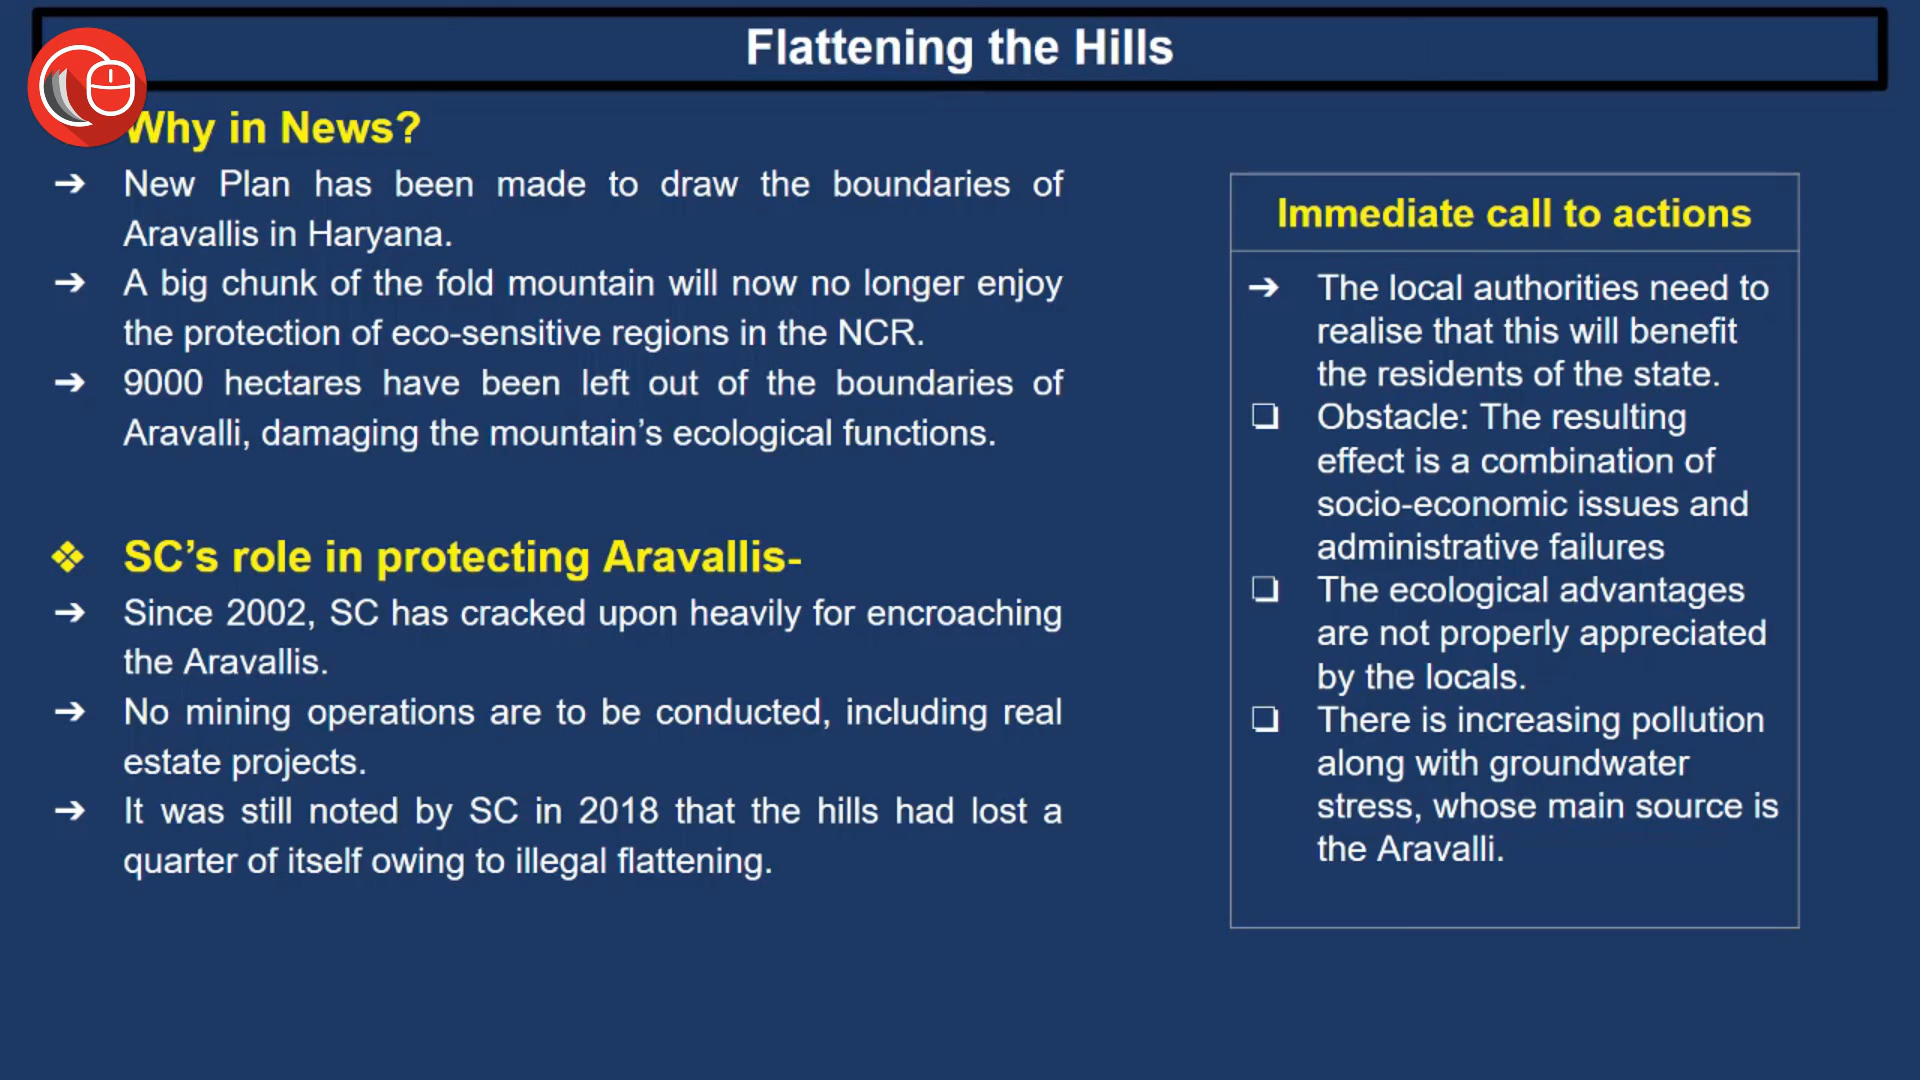 Flattening the Hills
Why in News?
➔ New Plan has been made to draw the boundaries of
Aravallis in Haryana.
➔ A big chunk of the fold mountain will now no longer enjoy
the protection of eco-sensitive regions in the NCR.
➔ 9000 hectares have been left out of the boundaries of
Aravalli, damaging the mountain’s ecological functions.
❖ SC’s role in protecting Aravallis-
➔ Since 2002, SC has cracked upon heavily for encroaching
the Aravallis.
➔ No mining operations are to be conducted, including real
estate projects.
➔ It was still noted by SC in 2018 that the hills had lost a
quarter of itself owing to illegal flattening.
Immediate call to actions
➔ The local authorities need to
realise that this will benefit
the residents of the state.
❏ Obstacle: The resulting
effect is a combination of
socio-economic issues and
administrative failures
❏ The ecological advantages
are not properly appreciated
by the locals.
❏ There is increasing pollution
along with groundwater
stress, whose main source is
the Aravalli.